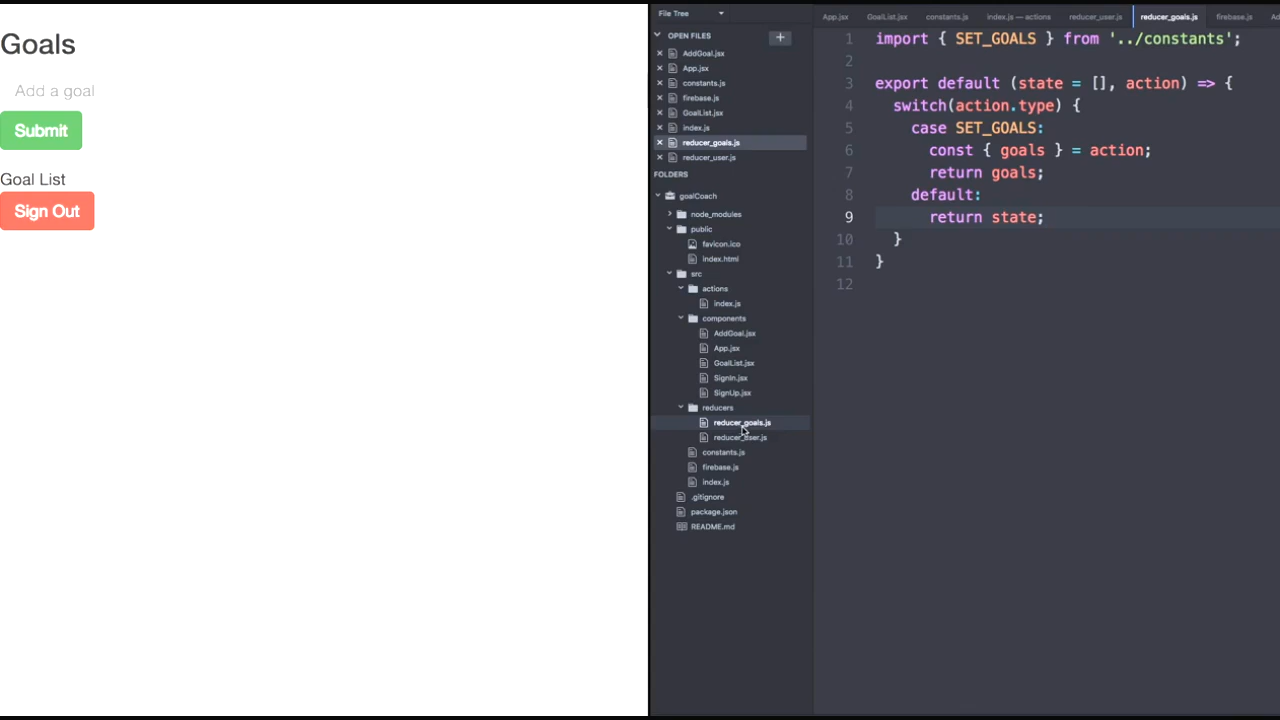 Goals
Add a goal
Submit
Goal List
Sign Out
File Tree
OPEN FILES
+
× AddGoal.jsx
× App.jsx
× constants.js
× firebase.js
× GoalList.jsx
× index.js
× reducer_goals.js
× reducer_user.js
FOLDERS
goalCoach
node_modules
public
favicon.ico
index.html
src
actions
index.js
components
AddGoal.jsx
App.jsx
GoalList.jsx
SignIn.jsx
SignUp.jsx
reducers
reducer_goals.js
reducer_user.js
constants.js
firebase.js
index.js
.gitignore
package.json
README.md
App.jsx GoalList.jsx constants.js index.js — actions reducer_user.js reducer_goals.js firebase.js
1 import { SET_GOALS } from '../constants';
2
3 export default (state = [], action) => {
4 switch(action.type) {
5 case SET_GOALS:
6 const { goals } = action;
7 return goals;
8 default:
9 return state;
10 }
11 }
12